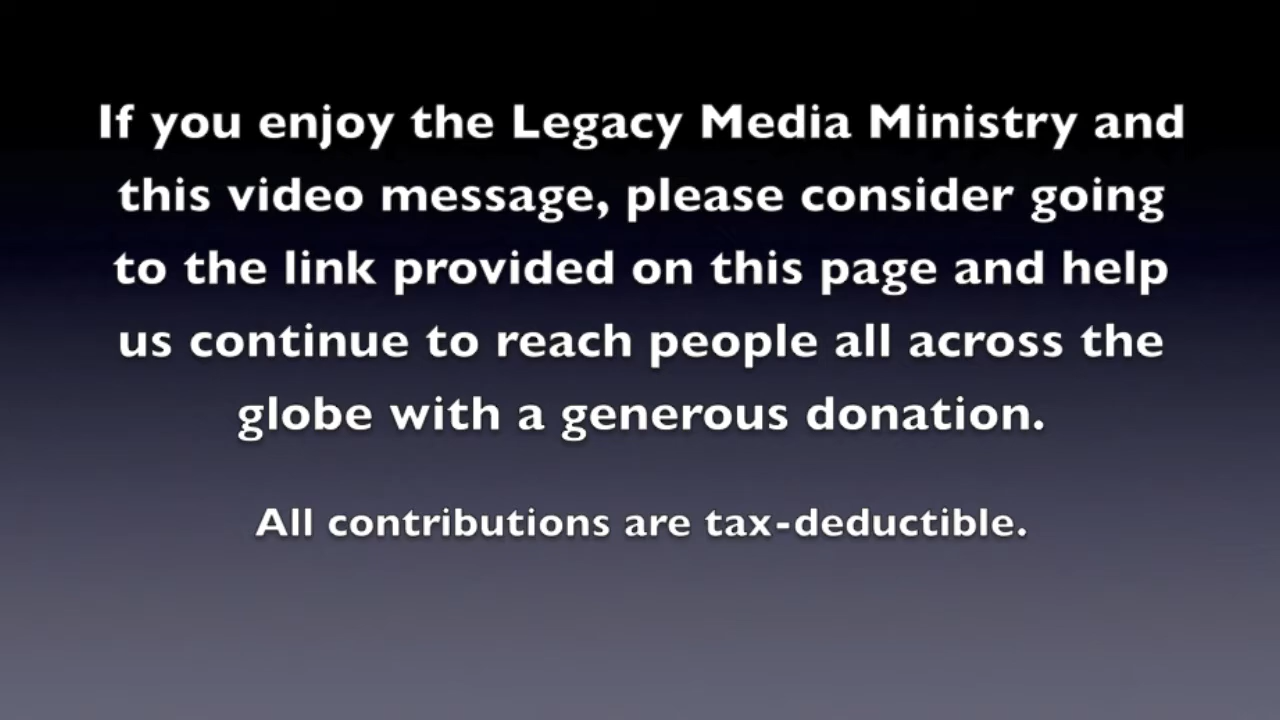 If you enjoy the Legacy Media Ministry and
this video message, please consider going
to the link provided on this page and help
us continue to reach people all across the
globe with a generous donation.
All contributions are tax-deductible.